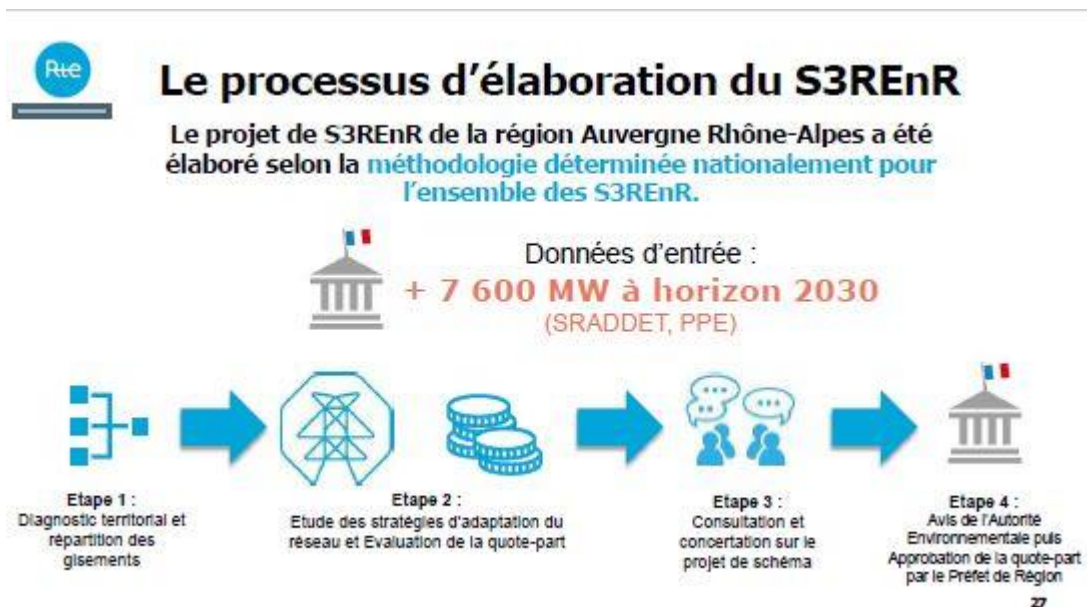 Rte
Le processus d'élaboration du S3REnR
Le projet de S3REnR de la région Auvergne Rhône-Alpes a été
élaboré selon la méthodologie déterminée nationalement pour
l'ensemble des S3REnR.
Données d'entrée :
+ 7 600 MW à horizon 2030
(SRADDET, PPE)
Etape 1 :
Diagnostic territorial et
répartition des
gisements
Etape 2 :
Etude des stratégies d'adaptation du
réseau et Evaluation de la quote-part
Etape 3 :
Consultation et
concertation sur le
projet de schéma
Etape 4 :
Avis de l'Autorité
Environnementale puis
Approbation de la quote-part
par le Préfet de Région
27